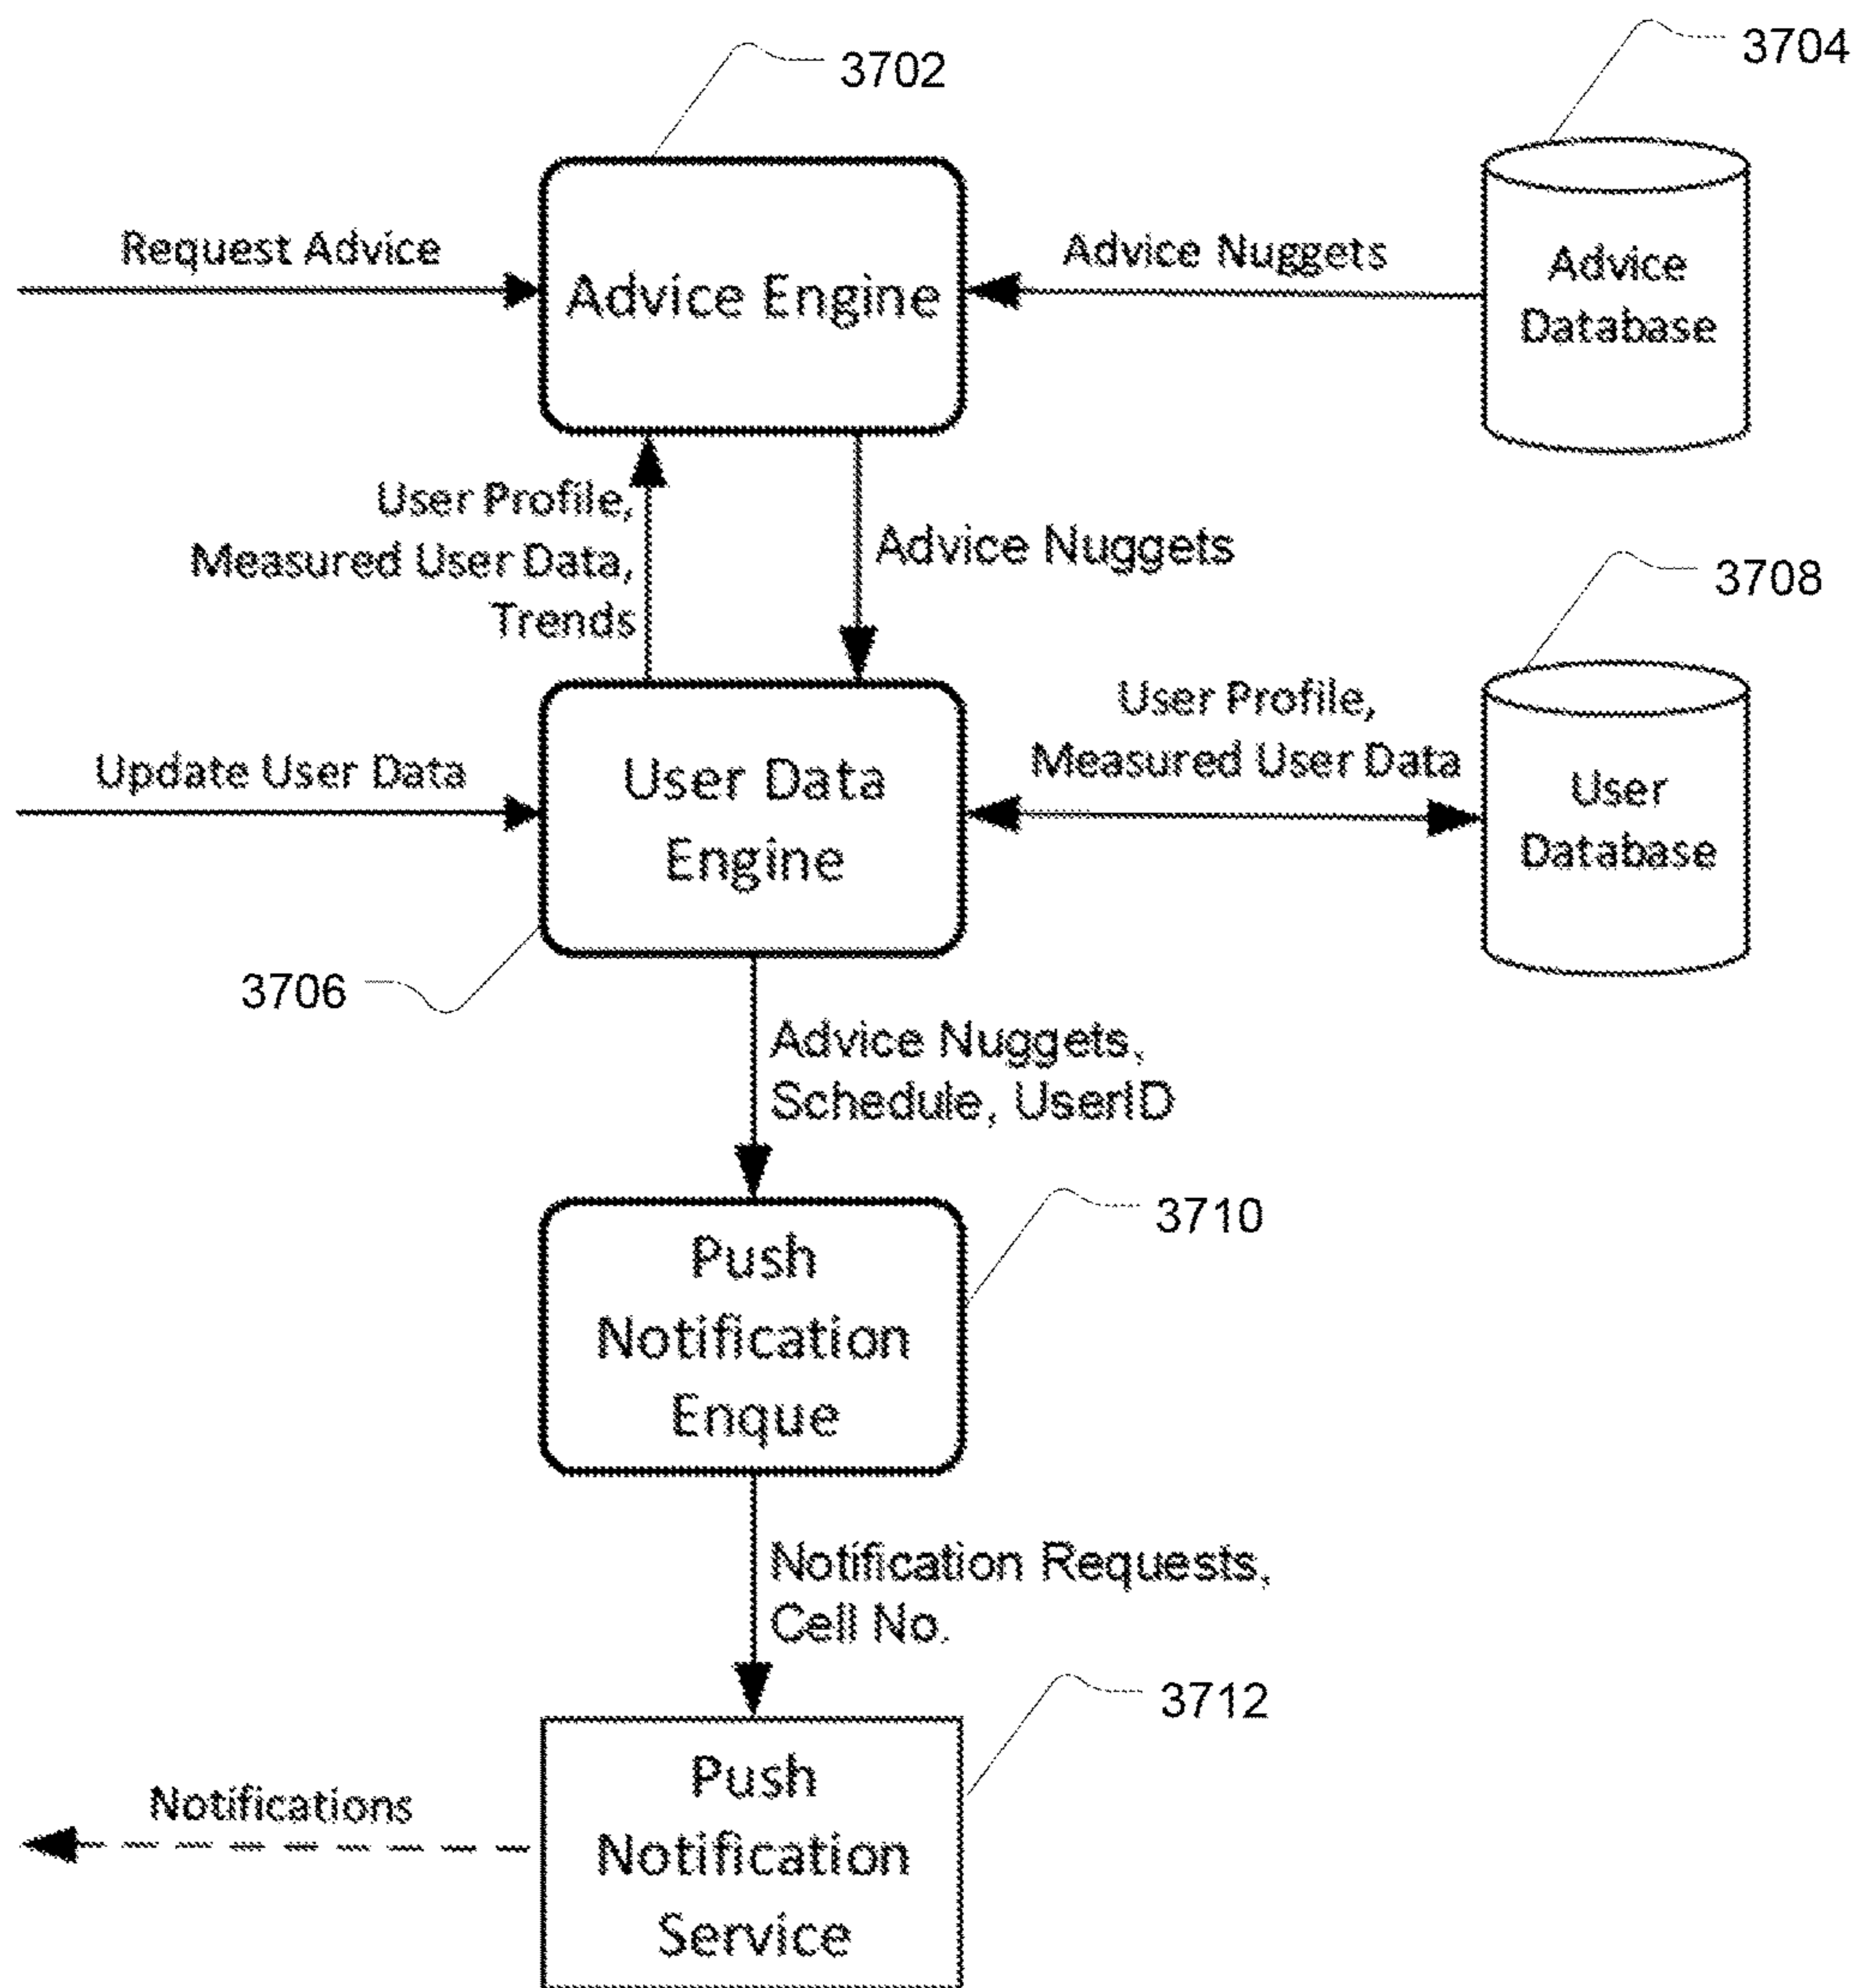 3702
3704
Request Advice
Advice Engine
Advice Nuggets
Advice
Database
User Profile,
Measured User Data,
Trends
Advice Nuggets
3708
Update User Data
User Data
Engine
User Profile,
Measured User Data
User
Database
3706
Advice Nuggets,
Schedule, UserID
3710
Push
Notification
Enque
Notification Requests,
Cell No.
3712
Notifications
Push
Notification
Service